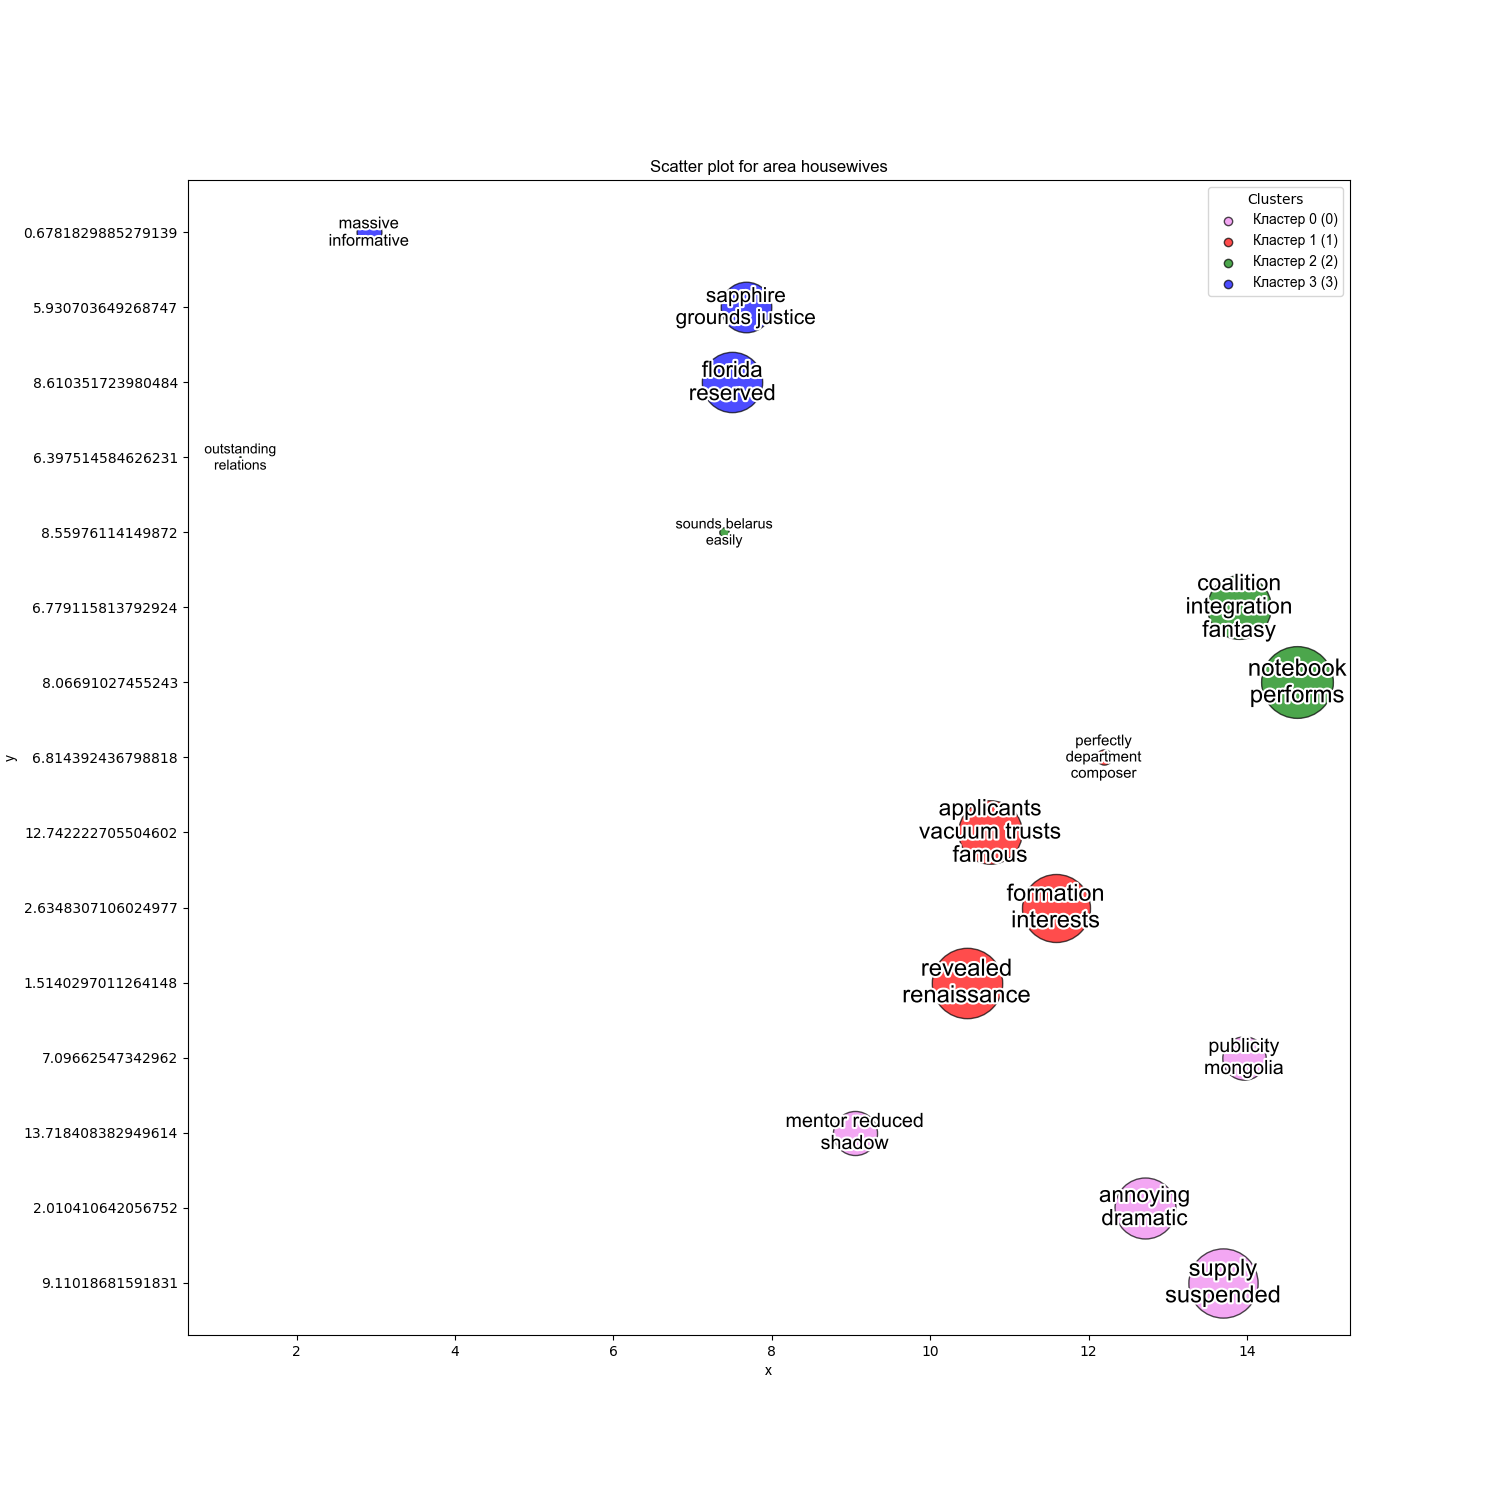 Scatter plot for area housewives
Clusters
Кластер 0 (0)
Кластер 1 (1)
Кластер 2 (2)
Кластер 3 (3)
0.6781829885279139
5.930703649268747
8.610351723980484
6.397514584626231
8.55976114149872
6.779115813792924
8.06691027455243
6.814392436798818
12.742222705504602
2.6348307106024977
1.5140297011264148
7.09662547342962
13.718408382949614
2.010410642056752
9.11018681591831
y
massive
informative
sapphire
grounds justice
florida
reserved
outstanding
relations
sounds belarus
easily
coalition
integration
fantasy
notebook
performs
perfectly
department
composer
applicants
vacuum trusts
famous
formation
interests
revealed
renaissance
publicity
mongolia
mentor reduced
shadow
annoying
dramatic
supply
suspended
2 4 6 8 10 12 14
x